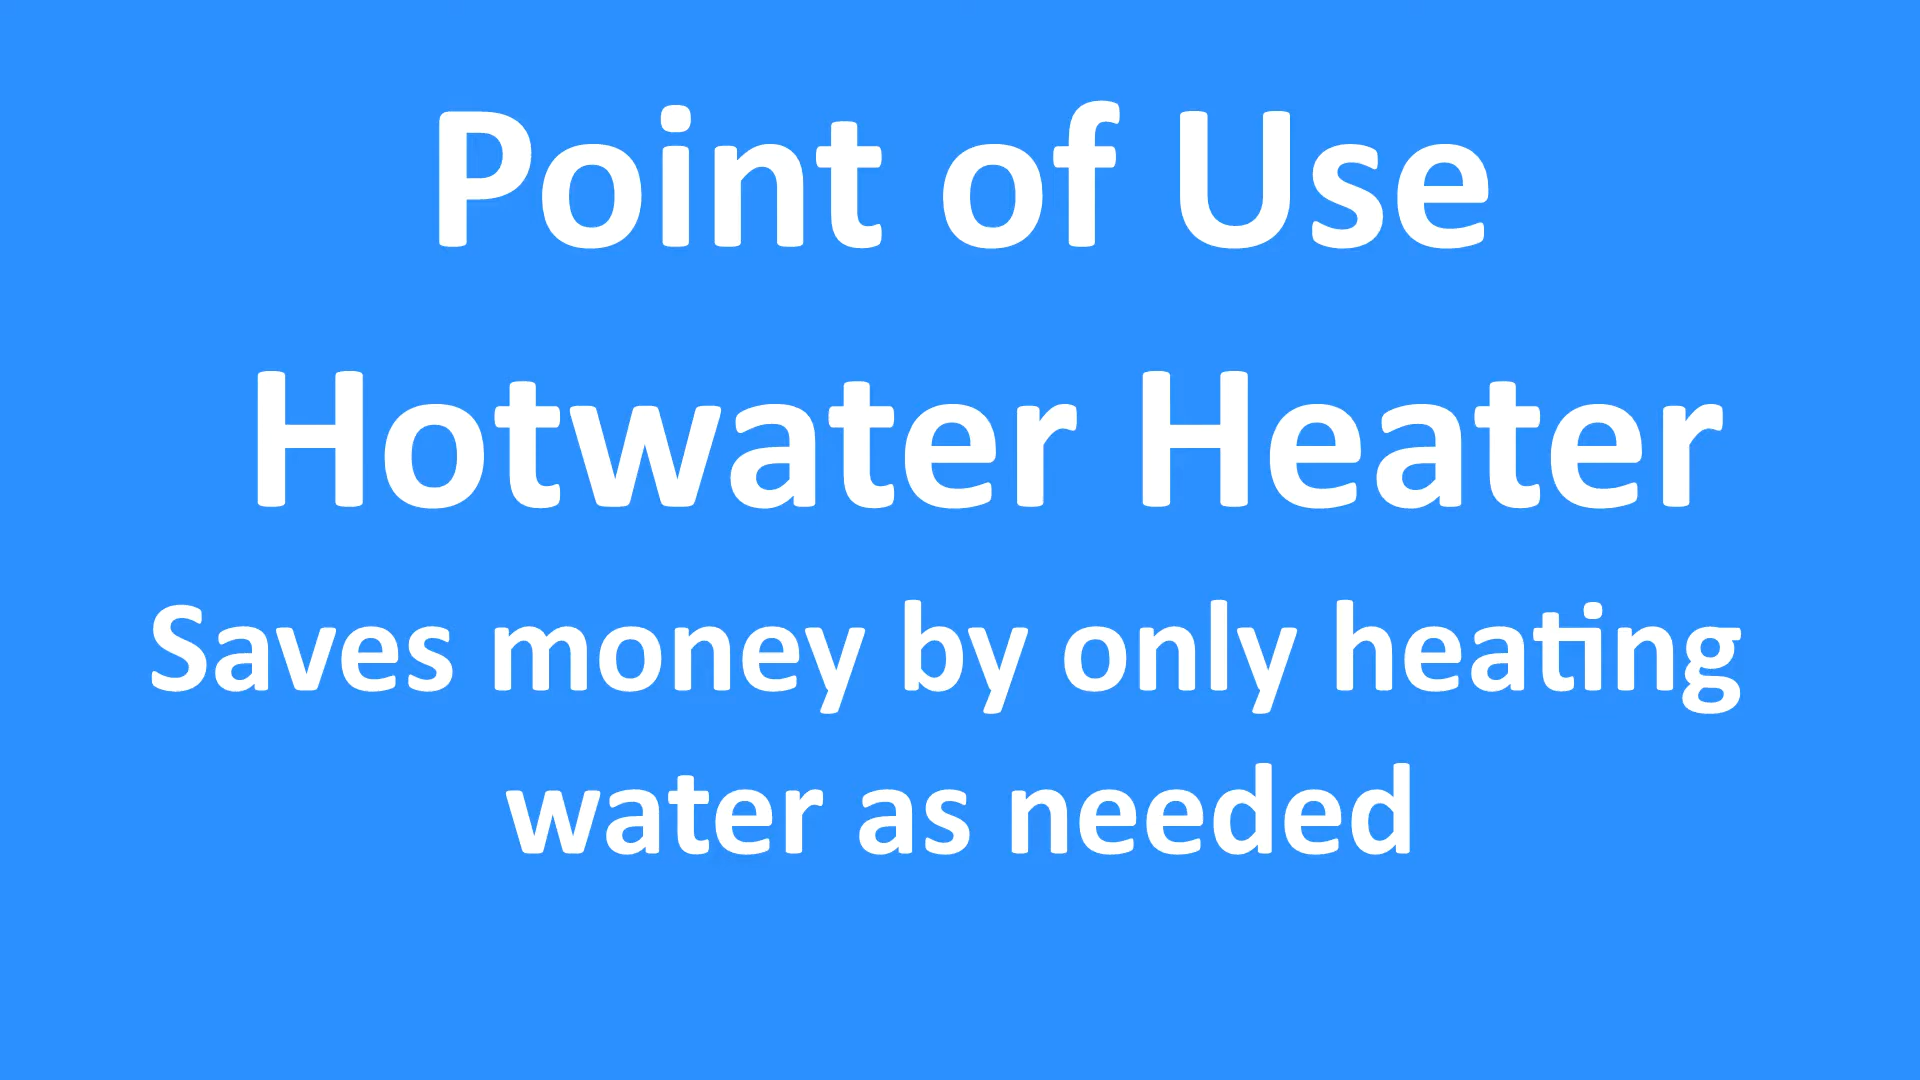 Point of Use
Hotwater Heater
Saves money by only heating
water as needed